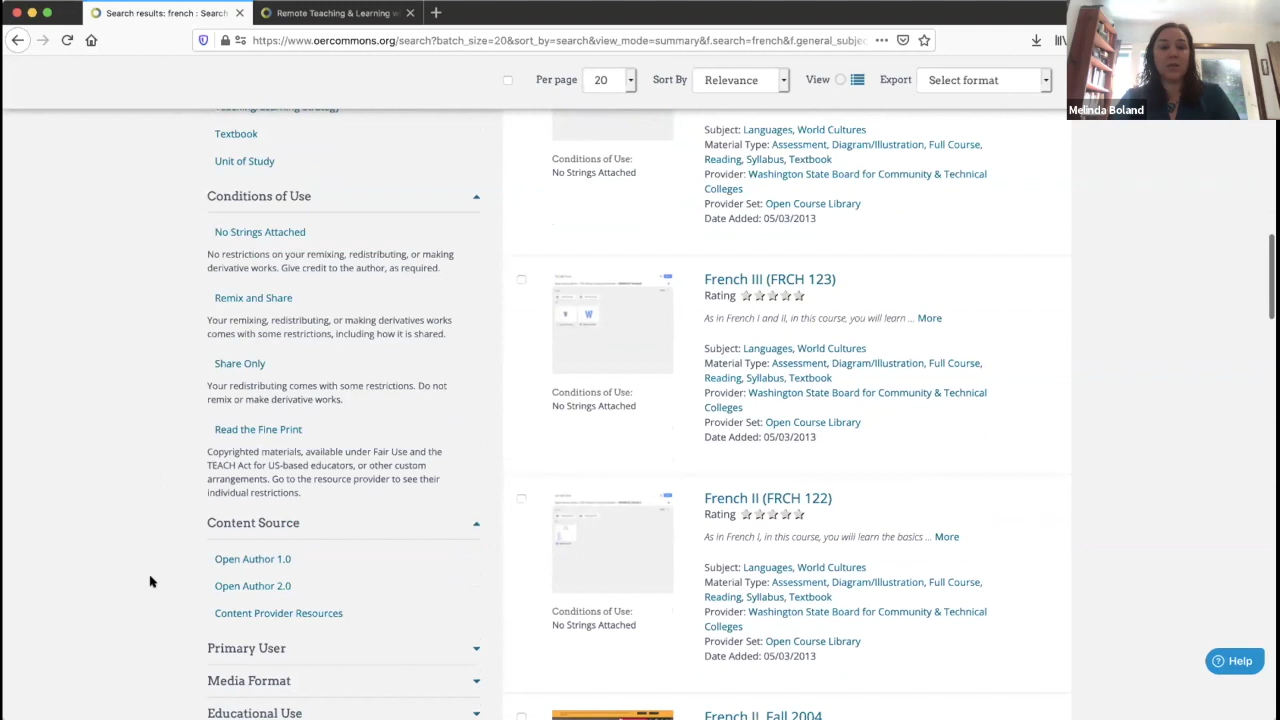 Search results: french : Search
Remote Teaching & Learning w
https://www.oercommons.org/search?batch_size=20&sort_by=search&view_mode=summary&f.search=french&f.general_subje
Per page 20 Sort By Relevance View Export Select format
Melinda Boland
Teaching/Learning Strategy
Textbook
Unit of Study
Conditions of Use
No Strings Attached
No restrictions on your remixing, redistributing, or making
derivative works. Give credit to the author, as required.
Remix and Share
Your remixing, redistributing, or making derivatives works
comes with some restrictions, including how it is shared.
Share Only
Your redistributing comes with some restrictions. Do not
remix or make derivative works.
Read the Fine Print
Copyrighted materials, available under Fair Use and the
TEACH Act for US-based educators, or other custom
arrangements. Go to the resource provider to see their
individual restrictions.
Content Source
Open Author 1.0
Open Author 2.0
Content Provider Resources
Primary User
Media Format
Educational Use
Conditions of Use:
No Strings Attached
Subject: Languages, World Cultures
Material Type: Assessment, Diagram/Illustration, Full Course,
Reading, Syllabus, Textbook
Provider: Washington State Board for Community & Technical
Colleges
Provider Set: Open Course Library
Date Added: 05/03/2013
French III (FRCH 123)
Rating
As in French I and II, in this course, you will learn ... More
W
Conditions of Use:
No Strings Attached
Subject: Languages, World Cultures
Material Type: Assessment, Diagram/Illustration, Full Course,
Reading, Syllabus, Textbook
Provider: Washington State Board for Community & Technical
Colleges
Provider Set: Open Course Library
Date Added: 05/03/2013
French II (FRCH 122)
Rating
As in French I, in this course, you will learn the basics ... More
Conditions of Use:
No Strings Attached
Subject: Languages, World Cultures
Material Type: Assessment, Diagram/Illustration, Full Course,
Reading, Syllabus, Textbook
Provider: Washington State Board for Community & Technical
Colleges
Provider Set: Open Course Library
Date Added: 05/03/2013
French II, Fall 2004
? Help